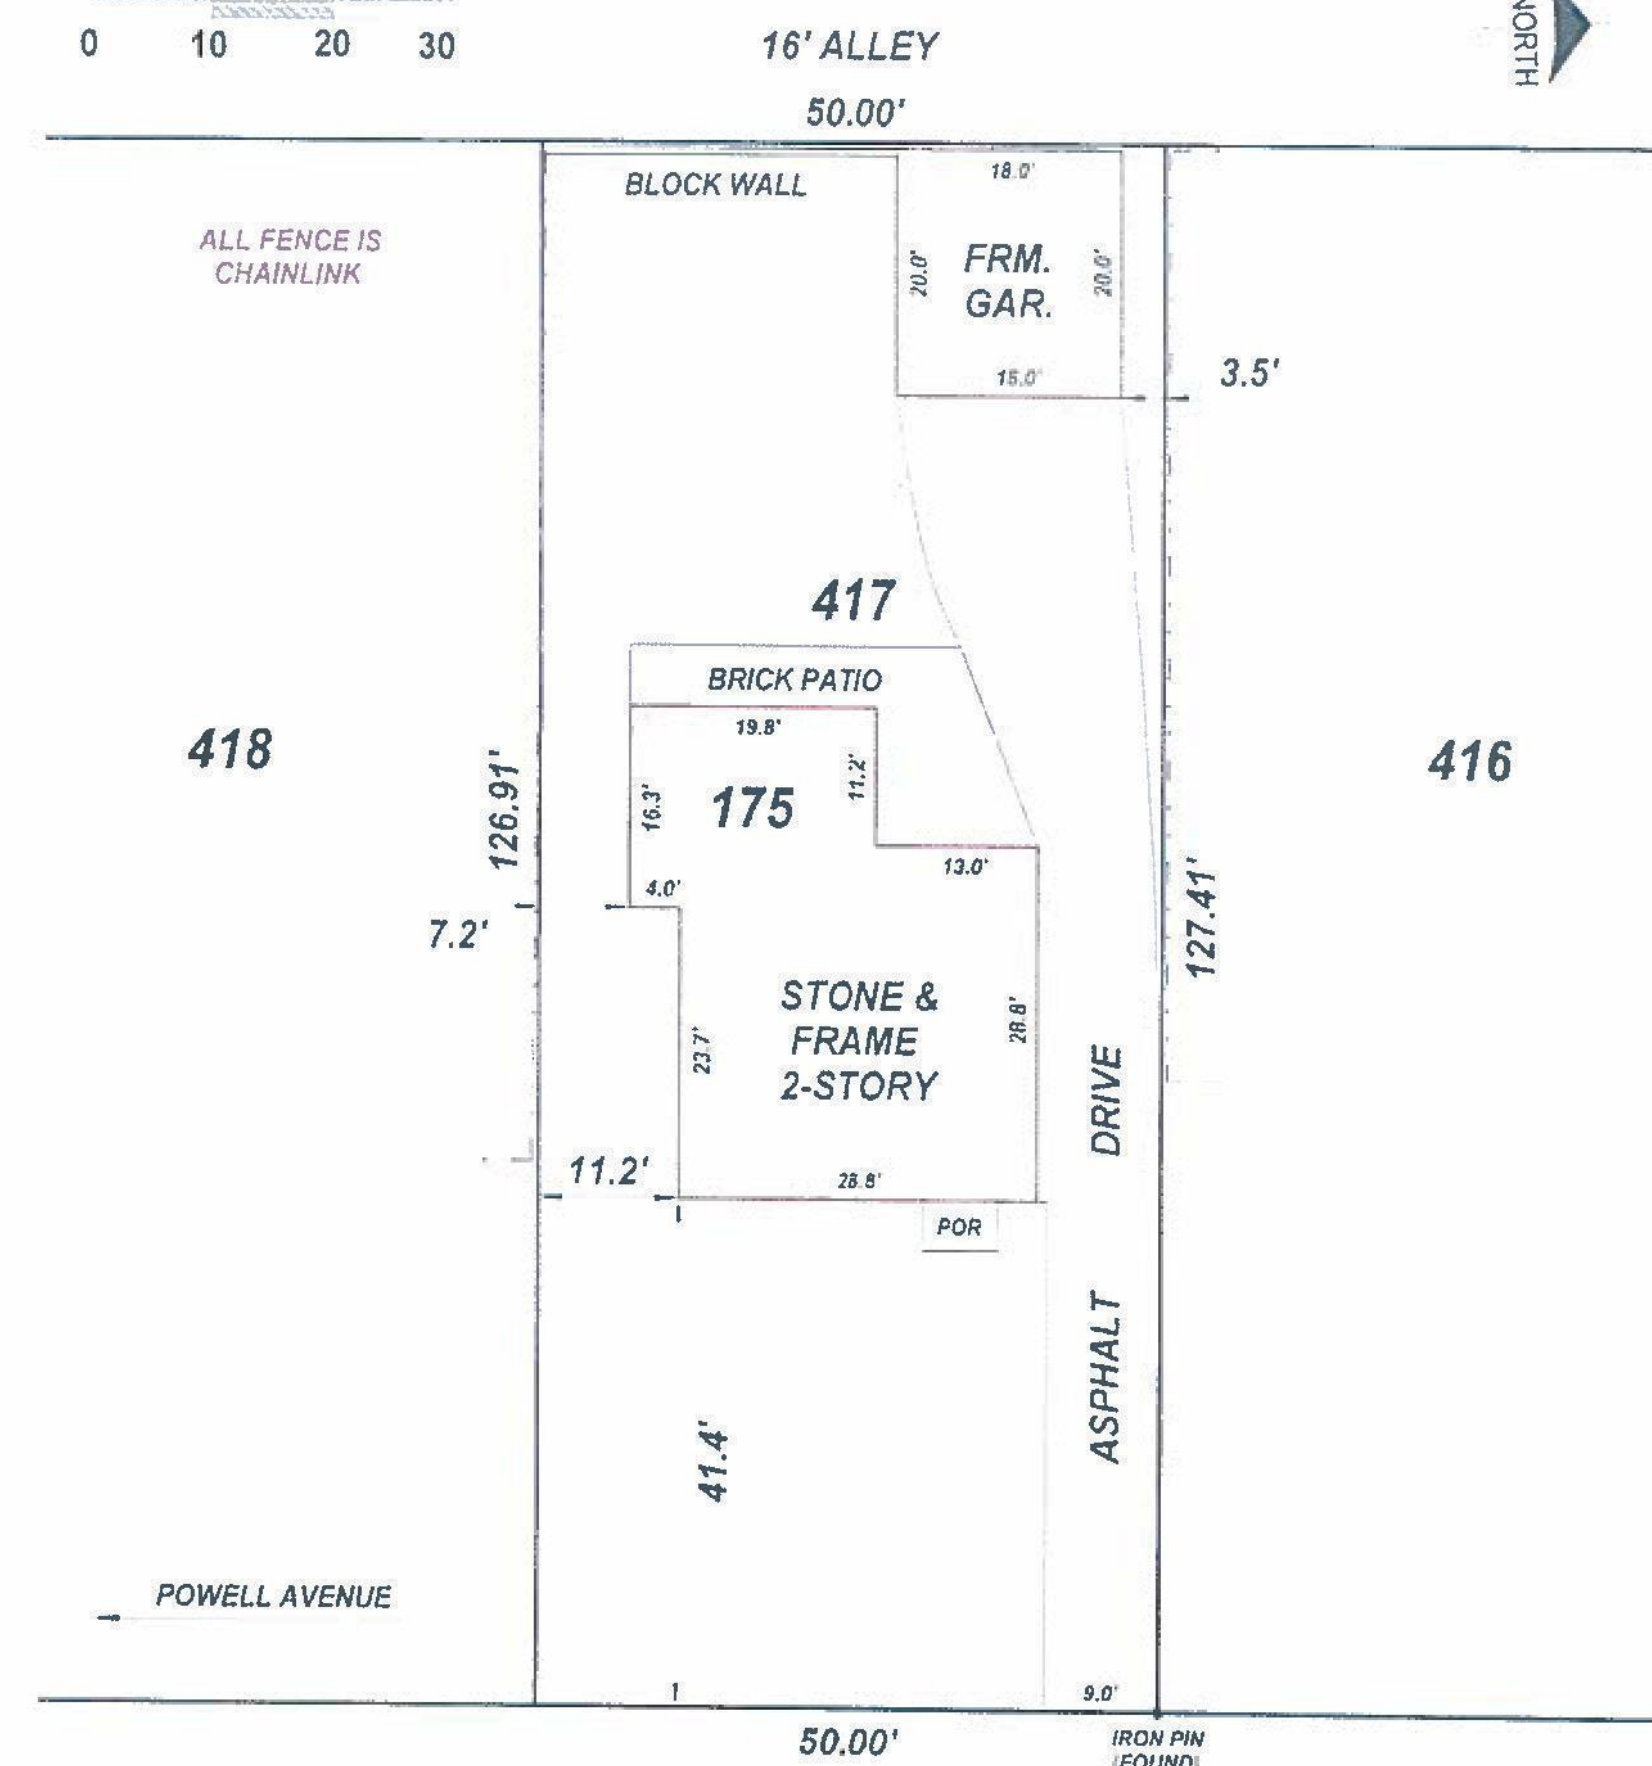 0 10 20 30
16' ALLEY
NORTH
50.00'
BLOCK WALL
18.0'
ALL FENCE IS
CHAINLINK
20.0'
FRM.
GAR.
20.0'
18.0'
3.5'
417
BRICK PATIO
19.8'
418
416
126.91'
16.3'
175
11.2'
13.0'
4.0'
7.2'
127.41'
STONE &
FRAME
2-STORY
23.7'
28.8'
DRIVE
11.2'
28.8'
POR
ASPHALT
41.4'
POWELL AVENUE
9.0'
50.00'
IRON PIN
FOUND